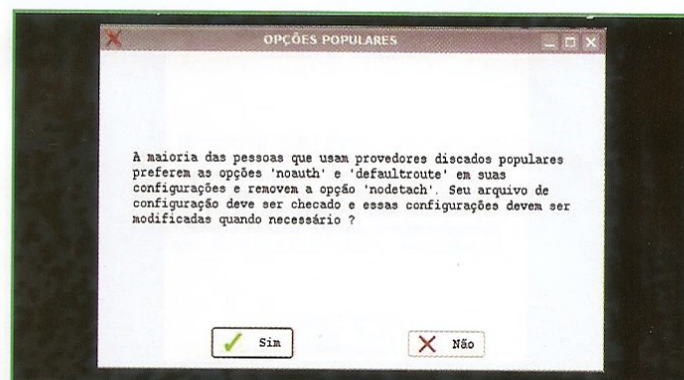 OPÇÕES POPULARES
A maioria das pessoas que usam provedores discados populares
preferem as opções 'noauth' e 'defaultroute' em suas
configurações e removem a opção 'nodetach'. Seu arquivo de
configuração deve ser checado e essas configurações devem ser
modificadas quando necessário ?
Sim
Não